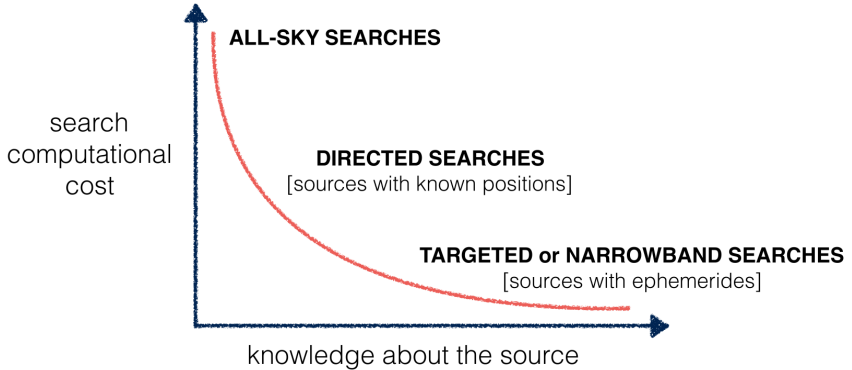 ALL-SKY SEARCHES
search
computational
cost
DIRECTED SEARCHES
[sources with known positions]
TARGETED or NARROWBAND SEARCHES
[sources with ephemerides]
knowledge about the source